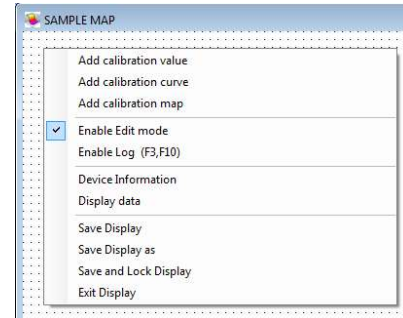 SAMPLE MAP
Add calibration value
Add calibration curve
Add calibration map
Enable Edit mode
Enable Log (F3,F10)
Device Information
Display data
Save Display
Save Display as
Save and Lock Display
Exit Display